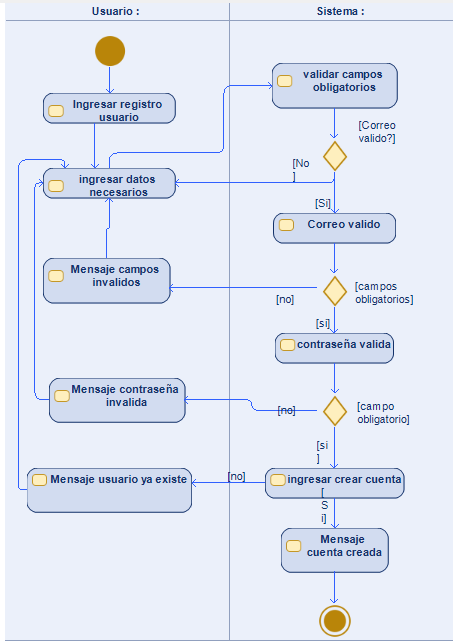 Usuario :
Sistema :
validar campos
obligatorios
Ingresar registro
usuario
[Correo
valido?]
[No
]
ingresar datos
necesarios
[Si]
Correo valido
Mensaje campos
invalidos
[campos
obligatorios]
[no]
[si]
contraseña valida
Mensaje contraseña
invalida
[no]
[campo
obligatorio]
[si
]
Mensaje usuario ya existe
[no]
ingresar crear cuenta
[
S
i]
Mensaje
cuenta creada